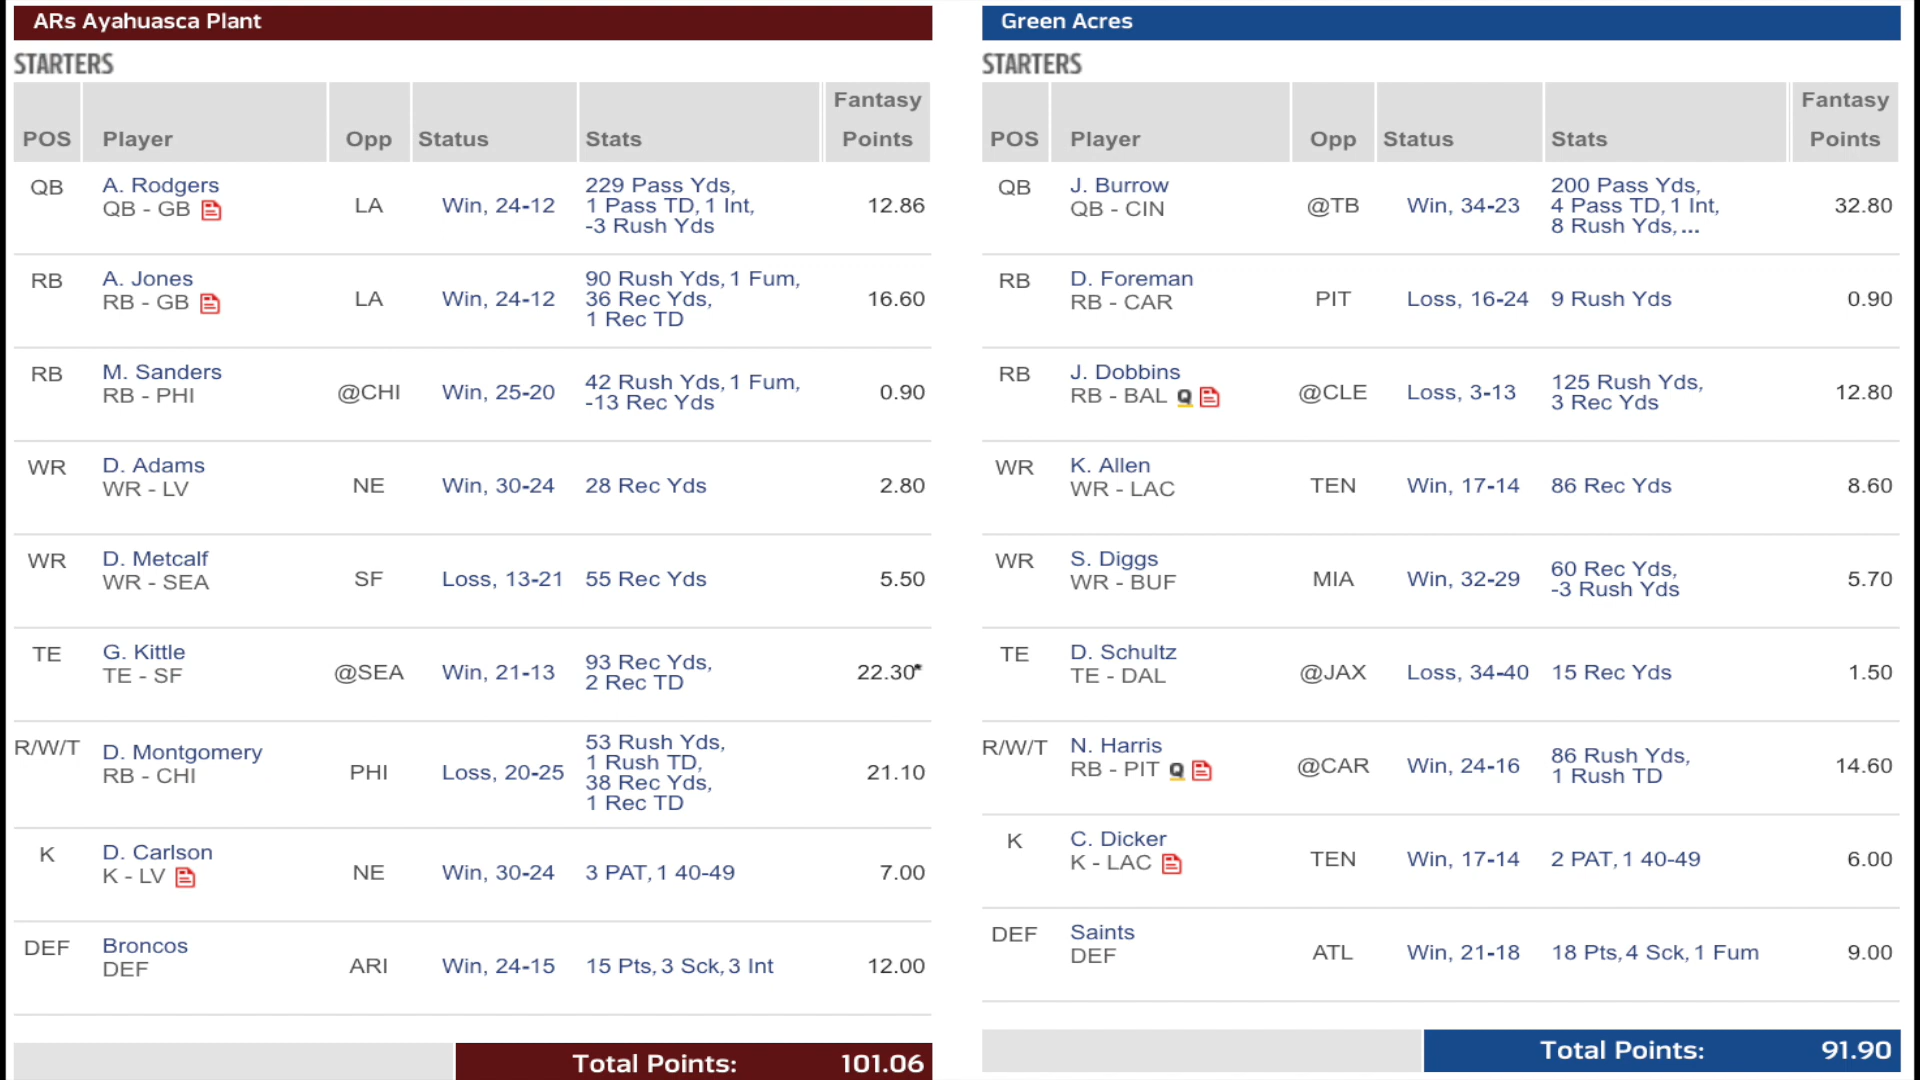 ARs Ayahuasca Plant
STARTERS
POS Player Opp Status Stats Fantasy Points
QB A. Rodgers LA Win, 24-12 229 Pass Yds, 12.86
QB - GB 1 Pass TD, 1 Int,
-3 Rush Yds
RB A. Jones LA Win, 24-12 90 Rush Yds, 1 Fum, 16.60
RB - GB 36 Rec Yds,
1 Rec TD
RB M. Sanders @CHI Win, 25-20 42 Rush Yds, 1 Fum, 0.90
RB - PHI -13 Rec Yds
WR D. Adams NE Win, 30-24 28 Rec Yds 2.80
WR - LV
WR D. Metcalf SF Loss, 13-21 55 Rec Yds 5.50
WR - SEA
TE G. Kittle @SEA Win, 21-13 93 Rec Yds, 22.30*
TE - SF 2 Rec TD
R/W/T D. Montgomery PHI Loss, 20-25 53 Rush Yds, 21.10
RB - CHI 1 Rush TD,
38 Rec Yds,
1 Rec TD
K D. Carlson NE Win, 30-24 3 PAT, 1 40-49 7.00
K - LV
DEF Broncos ARI Win, 24-15 15 Pts, 3 Sck, 3 Int 12.00
DEF
Total Points: 101.06
Green Acres
STARTERS
POS Player Opp Status Stats Fantasy Points
QB J. Burrow @TB Win, 34-23 200 Pass Yds, 32.80
QB - CIN 4 Pass TD, 1 Int,
8 Rush Yds, ...
RB D. Foreman PIT Loss, 16-24 9 Rush Yds 0.90
RB - CAR
RB J. Dobbins @CLE Loss, 3-13 125 Rush Yds, 12.80
RB - BAL Q 3 Rec Yds
WR K. Allen TEN Win, 17-14 86 Rec Yds 8.60
WR - LAC
WR S. Diggs MIA Win, 32-29 60 Rec Yds, 5.70
WR - BUF -3 Rush Yds
TE D. Schultz @JAX Loss, 34-40 15 Rec Yds 1.50
TE - DAL
R/W/T N. Harris @CAR Win, 24-16 86 Rush Yds, 14.60
RB - PIT Q 1 Rush TD
K C. Dicker TEN Win, 17-14 2 PAT, 1 40-49 6.00
K - LAC
DEF Saints ATL Win, 21-18 18 Pts, 4 Sck, 1 Fum 9.00
DEF
Total Points: 91.90